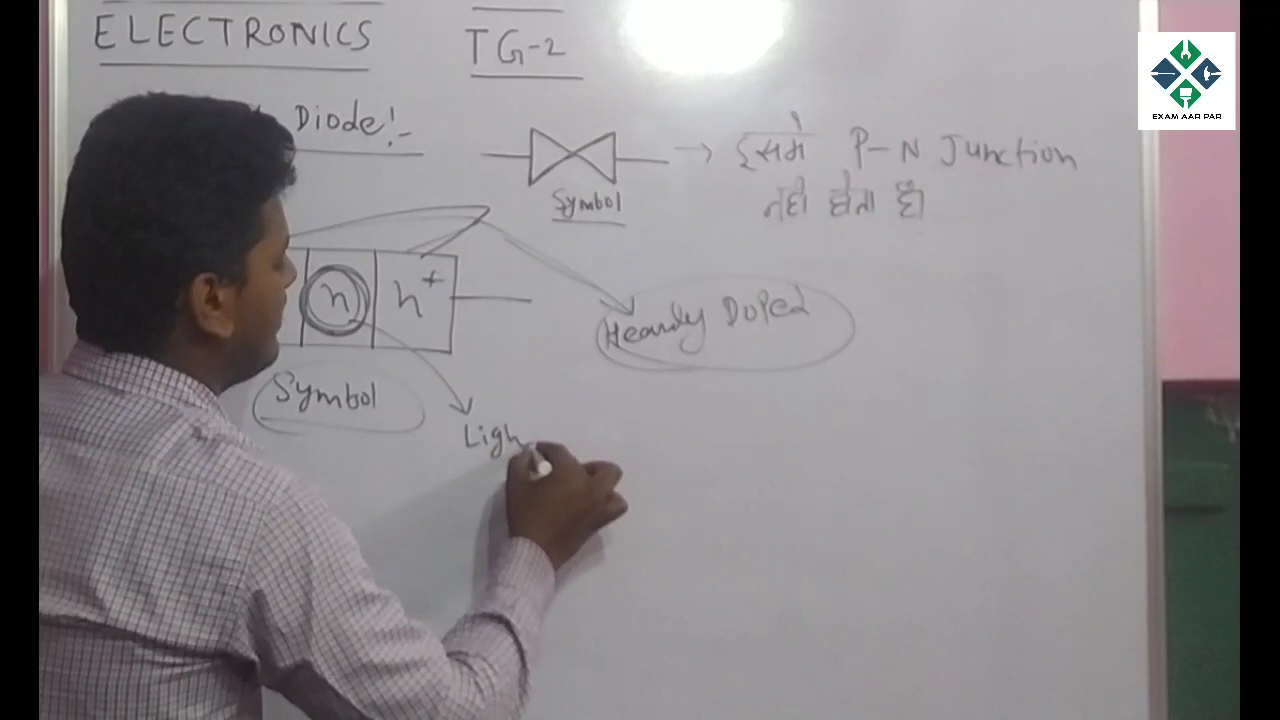 ELECTRONICS
TG-2
Diode:-
Symbol
→ इसमें P-N Junction
नही होता है।
n
n+
Heavily Doped
Symbol
Ligh
EXAM AAR PAR